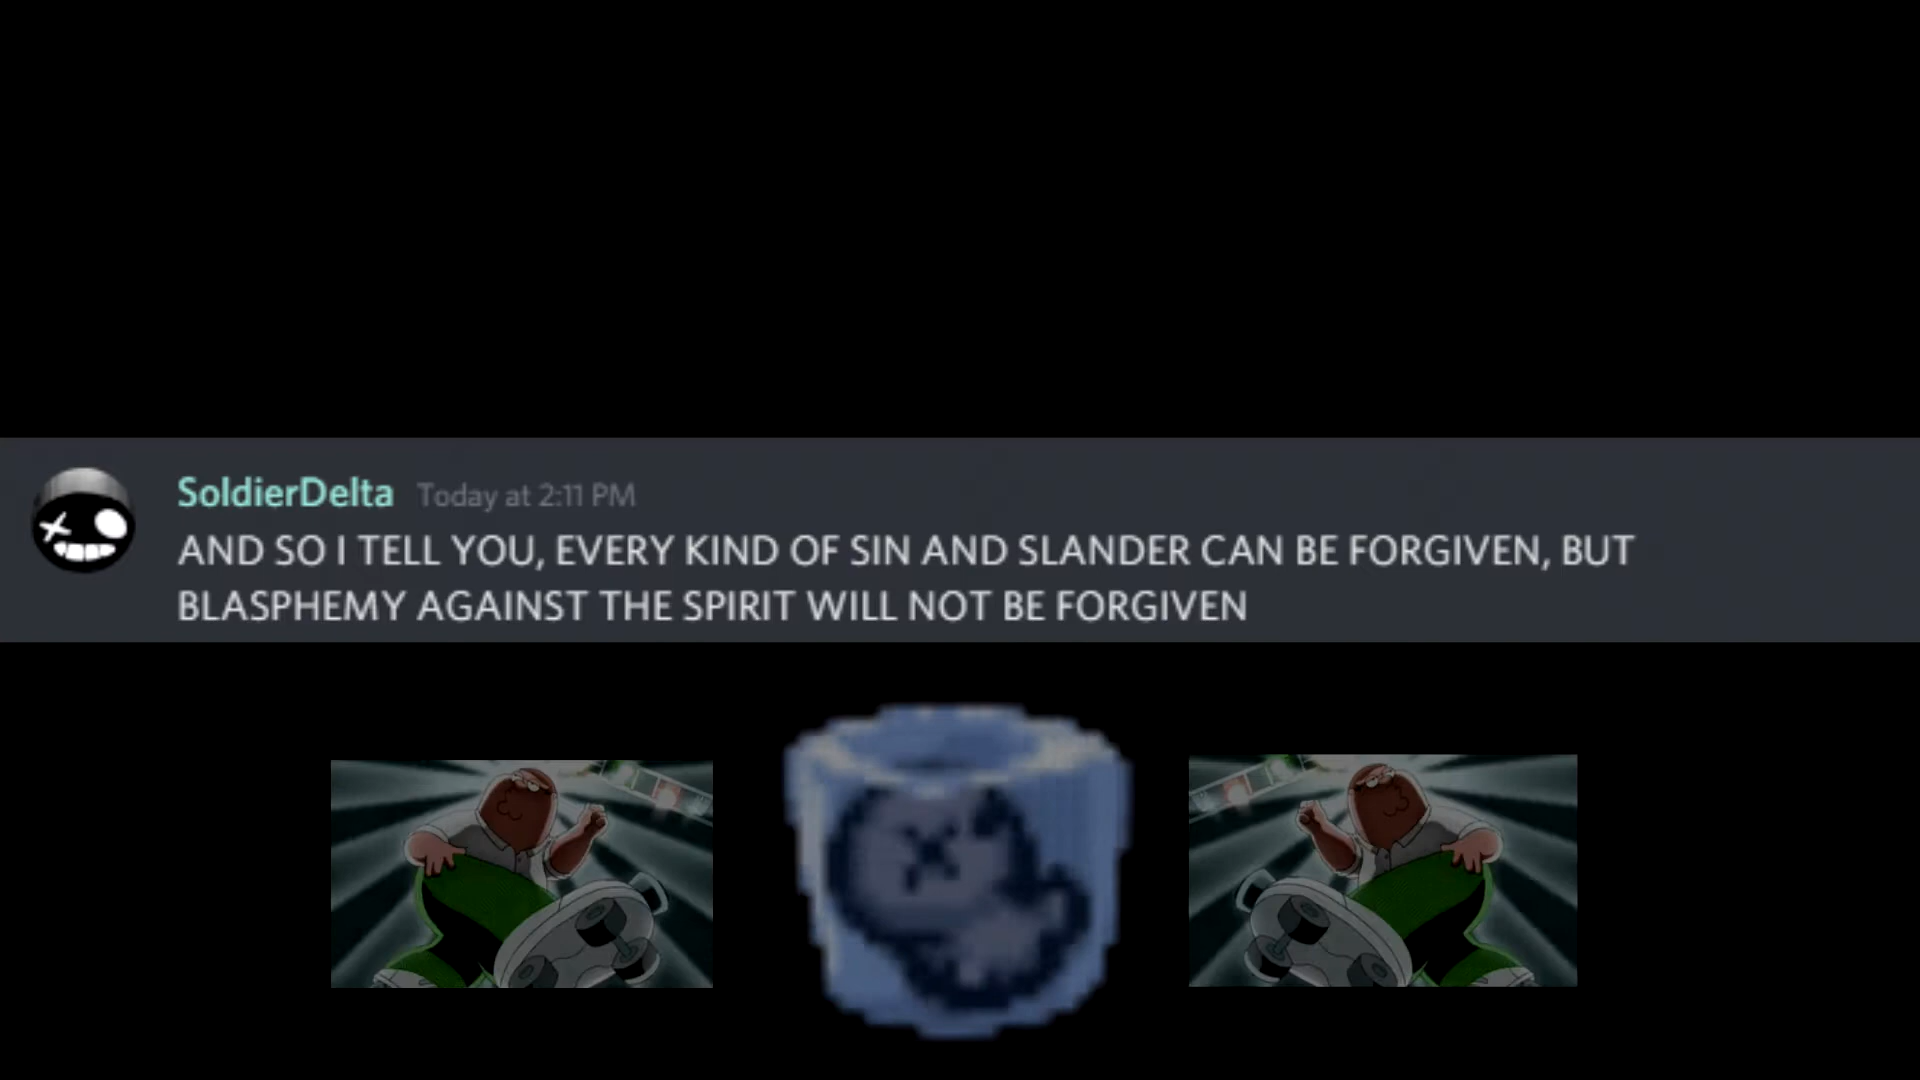 SoldierDelta Today at 2:11 PM
AND SO I TELL YOU, EVERY KIND OF SIN AND SLANDER CAN BE FORGIVEN, BUT
BLASPHEMY AGAINST THE SPIRIT WILL NOT BE FORGIVEN